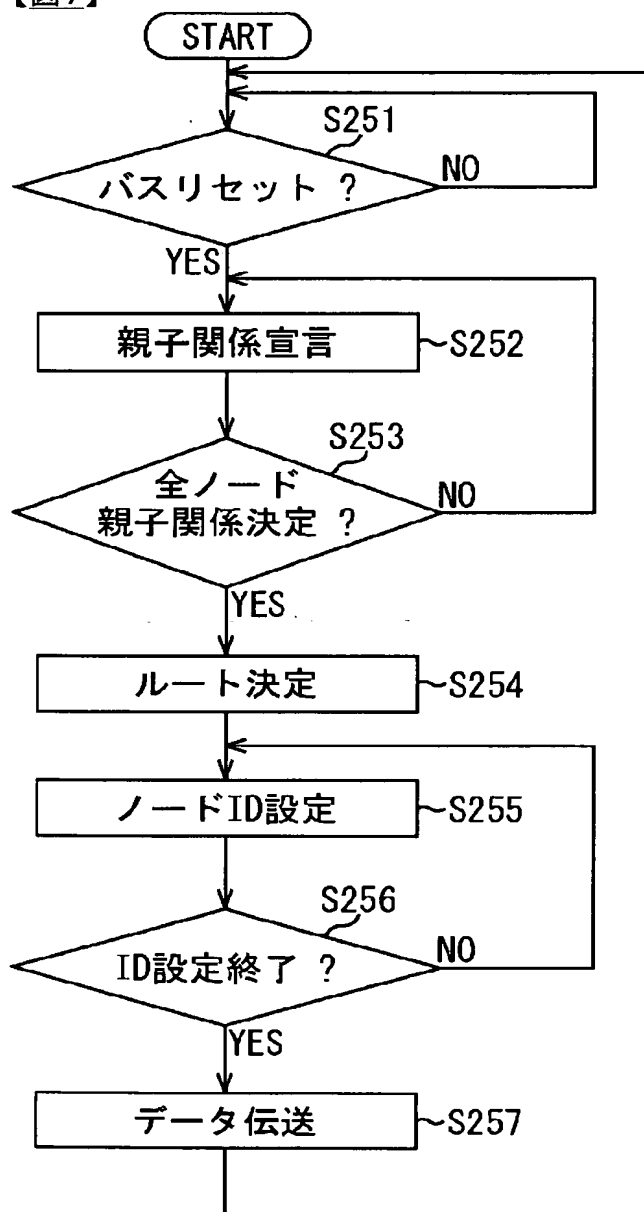 【図7】
START
S251
バスリセット ?
NO
YES
親子関係宣言
S252
S253
全ノード
親子関係決定 ?
NO
YES
ルート決定
S254
ノードID設定
S255
S256
ID設定終了 ?
NO
YES
データ伝送
S257